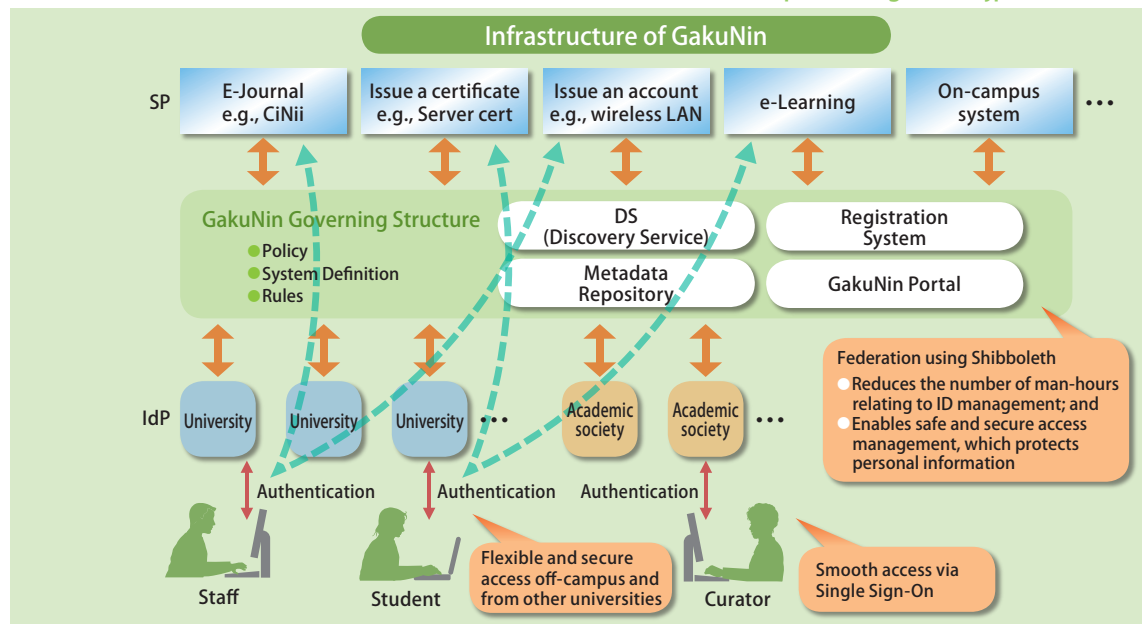 Infrastructure of GakuNin
SP
E-Journal
e.g., CiNii
Issue a certificate
e.g., Server cert
Issue an account
e.g., wireless LAN
e-Learning
On-campus
system
•••
GakuNin Governing Structure
Policy
System Definition
Rules
DS
(Discovery Service)
Registration
System
Metadata
Repository
GakuNin Portal
Federation using Shibboleth
Reduces the number of man-hours
relating to ID management; and
Enables safe and secure access
management, which protects
personal information
IdP
University
University
University
•••
Academic
society
Academic
society
•••
Authentication
Authentication
Authentication
Staff
Student
Flexible and secure
access off-campus and
from other universities
Curator
Smooth access via
Single Sign-On